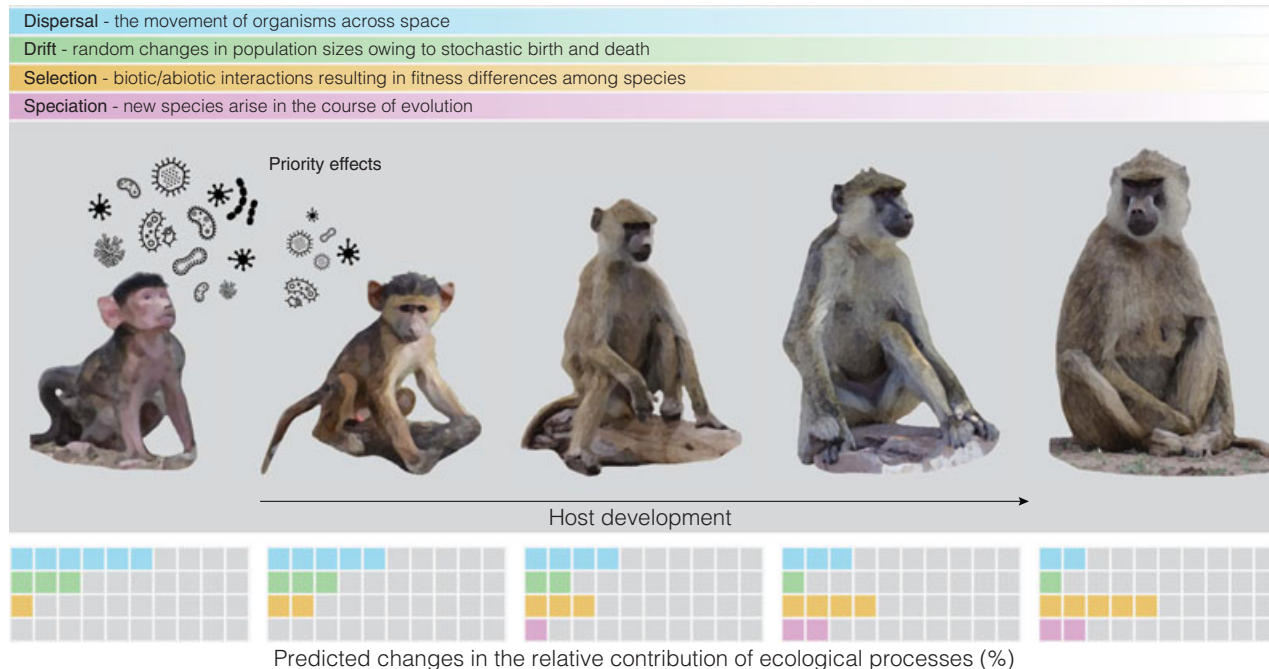 Dispersal - the movement of organisms across space
Drift - random changes in population sizes owing to stochastic birth and death
Selection - biotic/abiotic interactions resulting in fitness differences among species
Speciation - new species arise in the course of evolution
Priority effects
Host development
Predicted changes in the relative contribution of ecological processes (%)